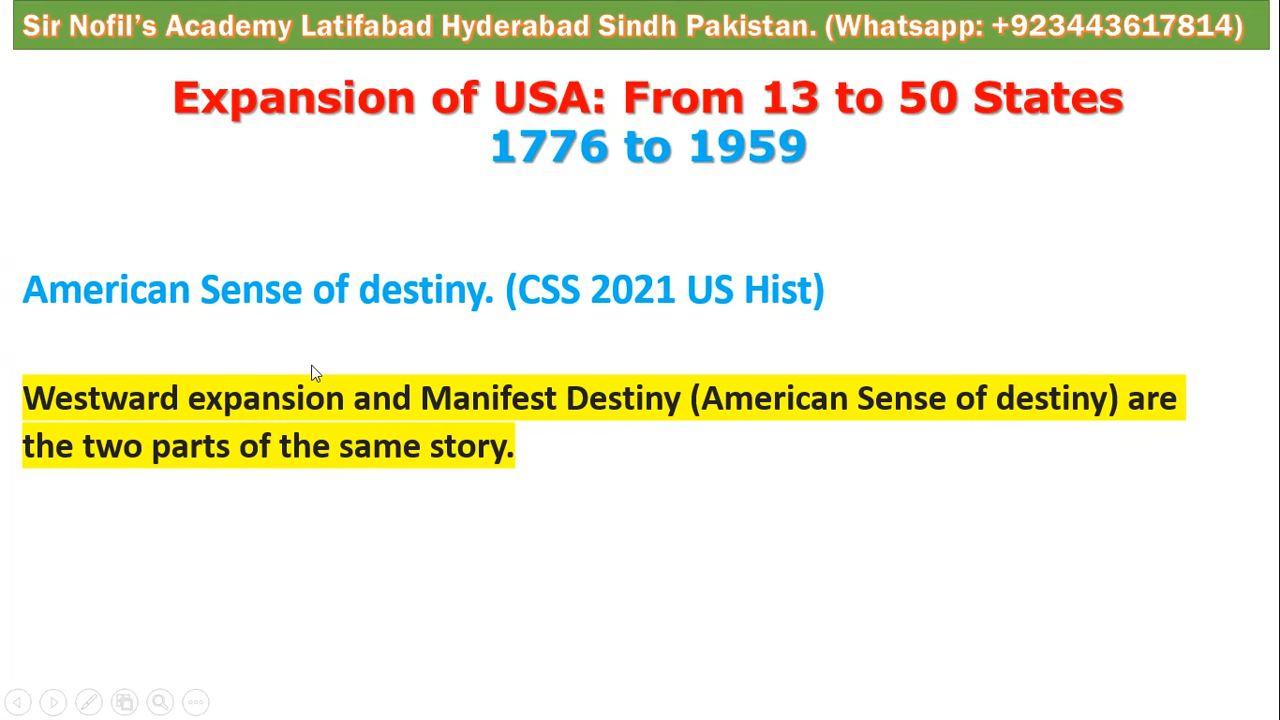 Sir Nofil's Academy Latifabad Hyderabad Sindh Pakistan. (Whatsapp: +923443617814)
Expansion of USA: From 13 to 50 States
1776 to 1959
American Sense of destiny. (CSS 2021 US Hist)
Westward expansion and Manifest Destiny (American Sense of destiny) are
the two parts of the same story.